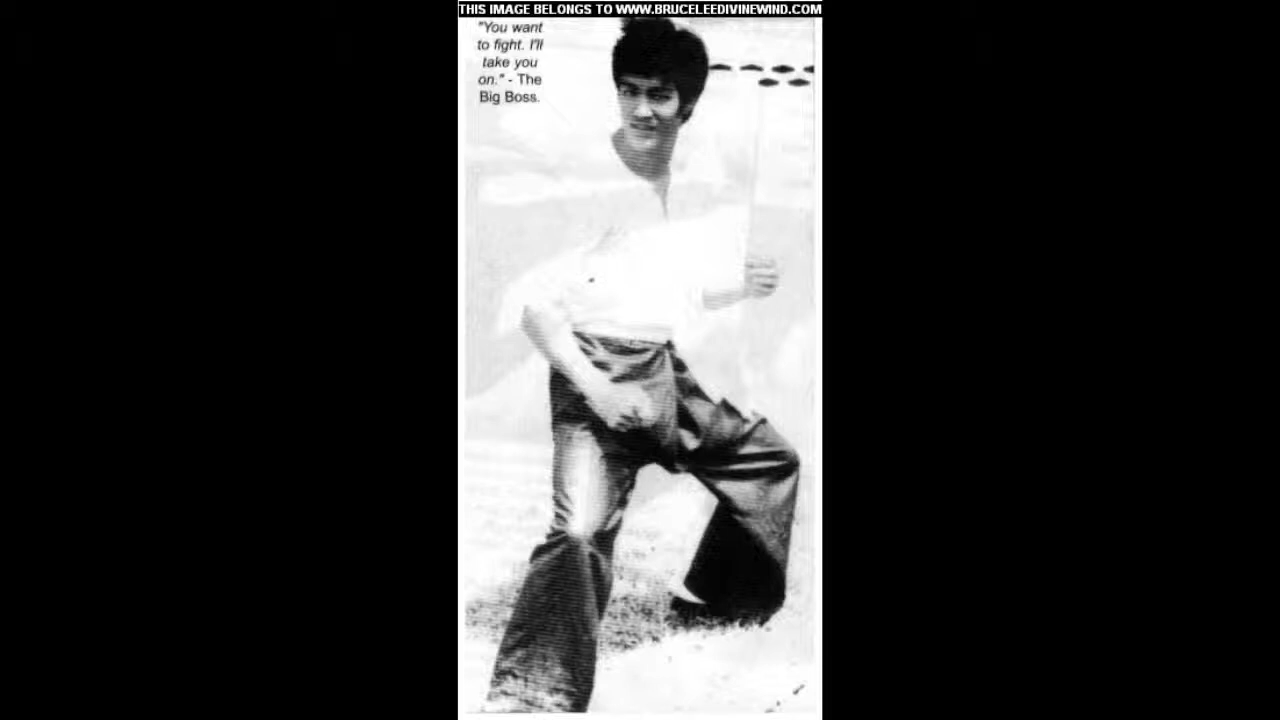 THIS IMAGE BELONGS TO WWW.BRUCELEEDIVINEWIND.COM
"You want
to fight. I'll
take you
on." - The
Big Boss.